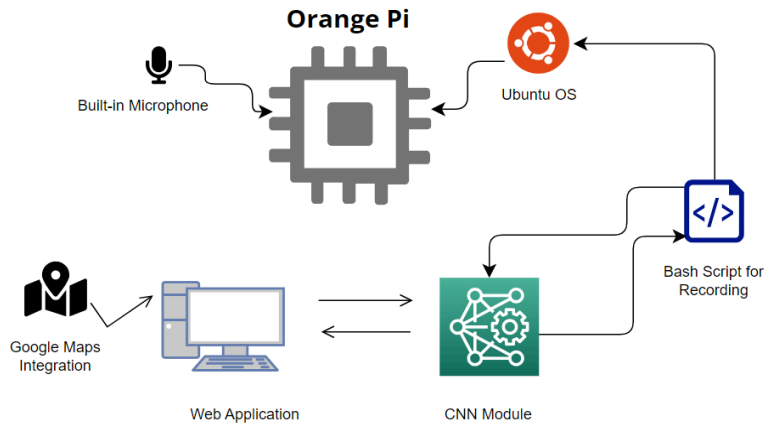 Orange Pi
Built-in Microphone
Ubuntu OS
</>
Bash Script for
Recording
Google Maps
Integration
Web Application
CNN Module